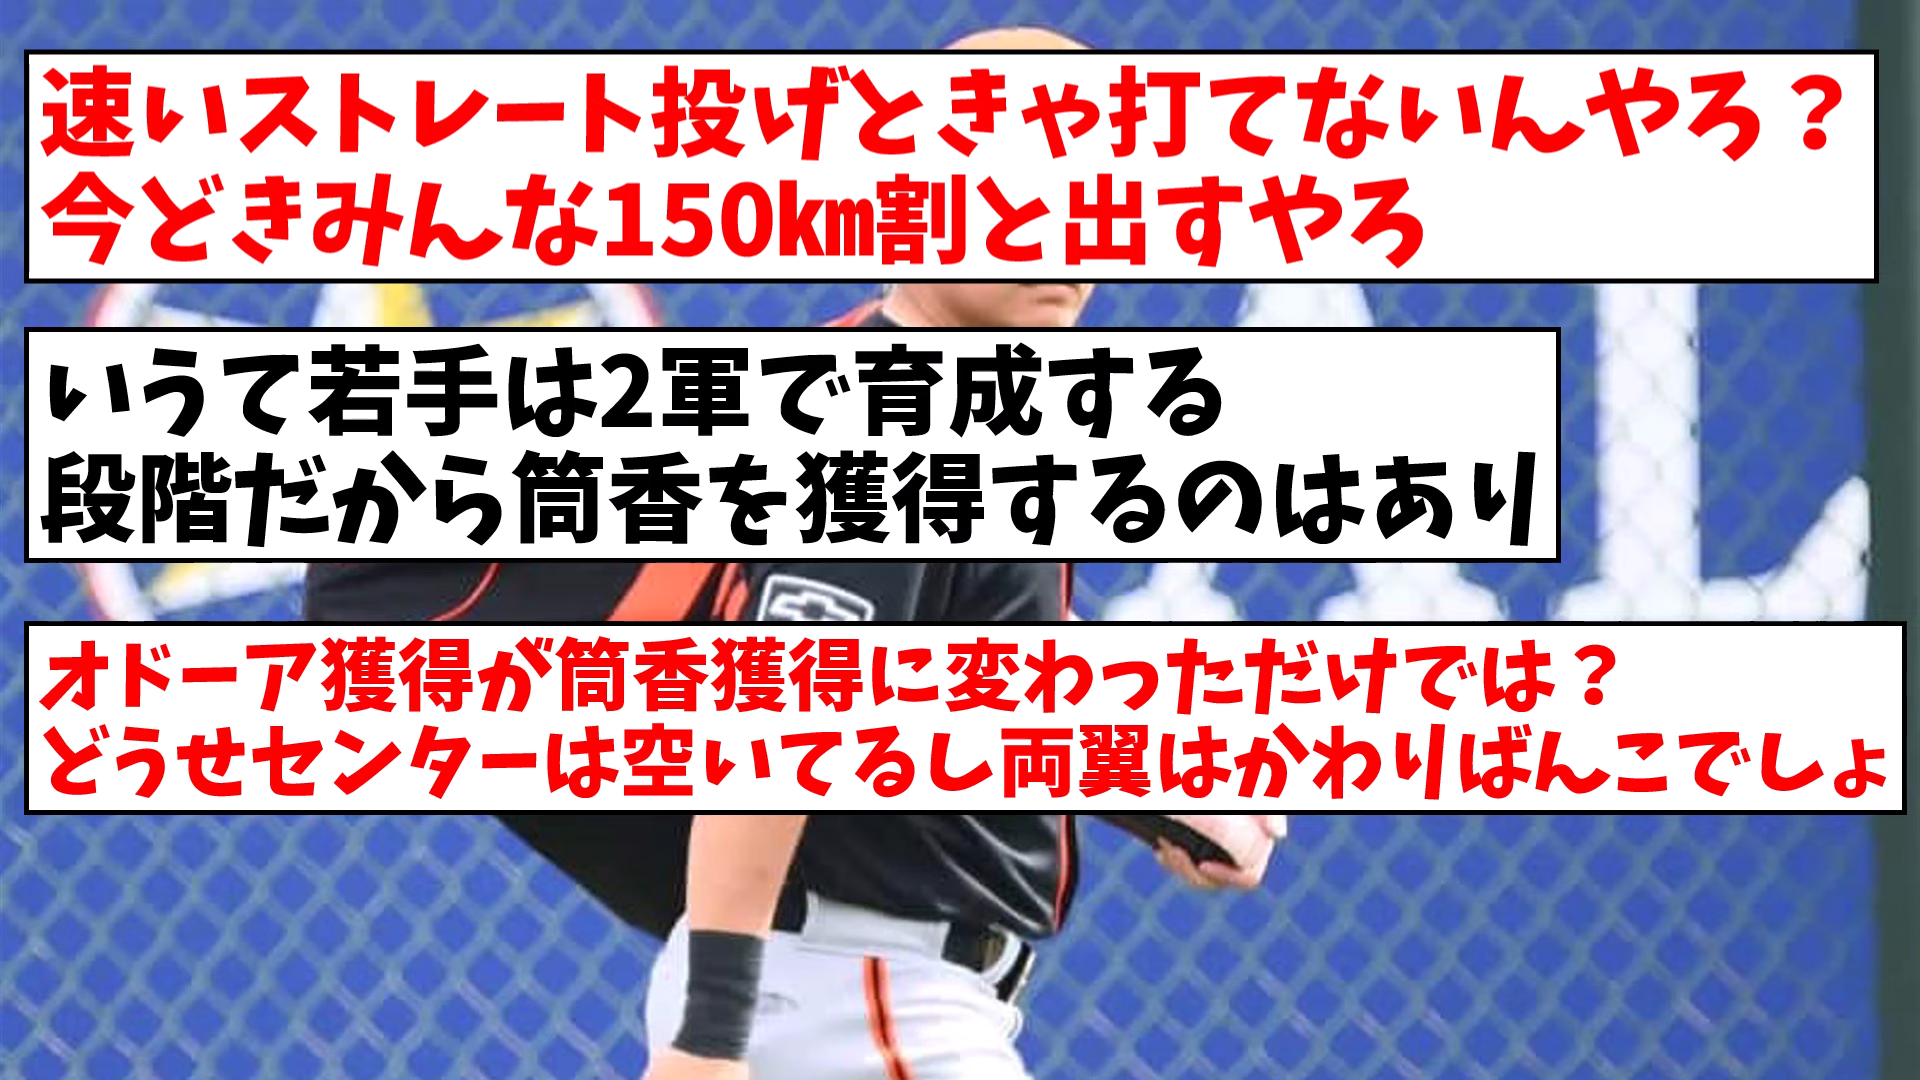 速いストレート投げときゃ打てないんやろ？
今どきみんな150㎞割と出すやろ
いうて若手は2軍で育成する
段階だから筒香を獲得するのはあり
オドーア獲得が筒香獲得に変わっただけでは？
どうせセンターは空いてるし両翼はかわりばんこでしょ